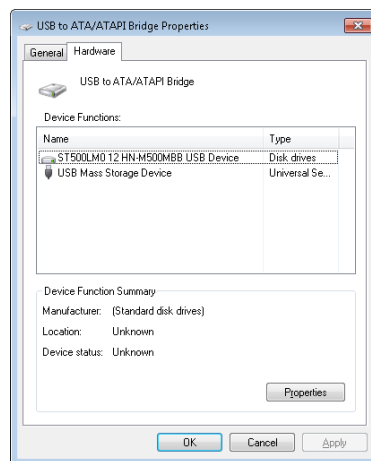 USB to ATA/ATAPI Bridge Properties
General Hardware
USB to ATA/ATAPI Bridge
Device Functions:
Name Type
ST500LM0 12 HN-M500MBB USB Device Disk drives
USB Mass Storage Device Universal Se...
Device Function Summary
Manufacturer: (Standard disk drives)
Location: Unknown
Device status: Unknown
Properties
OK Cancel Apply